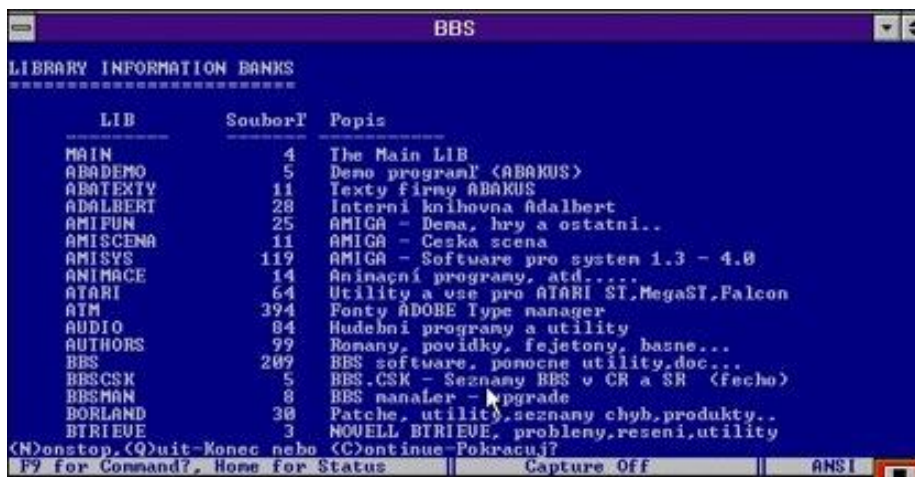 BBS
LIBRARY INFORMATION BANKS
LIB Souborľ Popis
MAIN 4 The Main LIB
ABADEMO 5 Demo programľ (ABAKUS)
ABATEXTY 11 Texty firmy ABAKUS
ADALBERT 28 Interni knihovna Adalbert
AMIFUN 25 AMIGA - Dema, hry a ostatni..
AMISCENA 11 AMIGA - Ceska scena
AMISYS 119 AMIGA - Software pro system 1.3 - 4.0
ANIMACE 14 Animační programy, atd.....
ATARI 64 Utility a vse pro ATARI ST,MegaST,Falcon
ATM 394 Fonty ADOBE Type manager
AUDIO 84 Hudebni programy a utility
AUTHORS 99 Romany, povidky, fejetony, basne...
BBS 209 BBS software, pomocne utility,doc...
BBSCSK 5 BBS.CSK - Seznamy BBS v CR a SR (fecho)
BBSMAN 8 BBS manaĹer - upgrade
BORLAND 30 Patche, utility,seznamy chyb,produkty..
BTRIEVE 3 NOVELL BTRIEVE, problemy,reseni,utility
(N)onstop,(Q)uit-Konec nebo (C)ontinue-Pokracuj?
F9 for Command?, Home for Status || Capture Off || ANSI